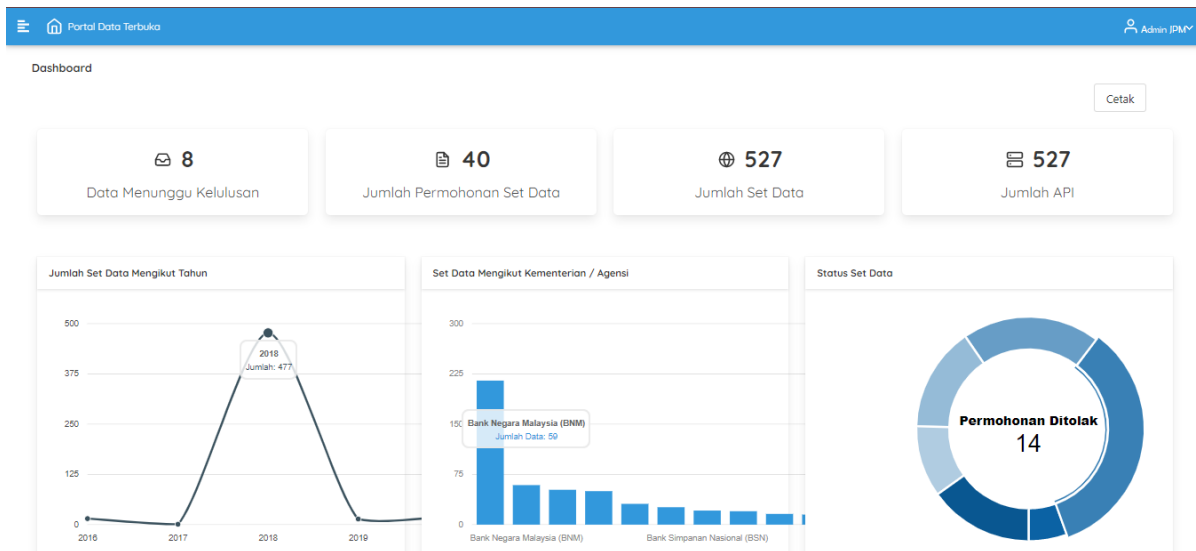 Portal Data Terbuka
Admin JPM
Dashboard
Cetak
8
Data Menunggu Kelulusan
40
Jumlah Permohonan Set Data
527
Jumlah Set Data
527
Jumlah API
Jumlah Set Data Mengikut Tahun
500
375
250
125
0
2016
2017
2018
2019
2018
Jumlah: 477
Set Data Mengikut Kementerian / Agensi
300
225
150
75
0
Bank Negara Malaysia (BNM)
Jumlah Data: 59
Bank Negara Malaysia (BNM)
Bank Simpanan Nasional (BSN)
Status Set Data
Permohonan Ditolak
14